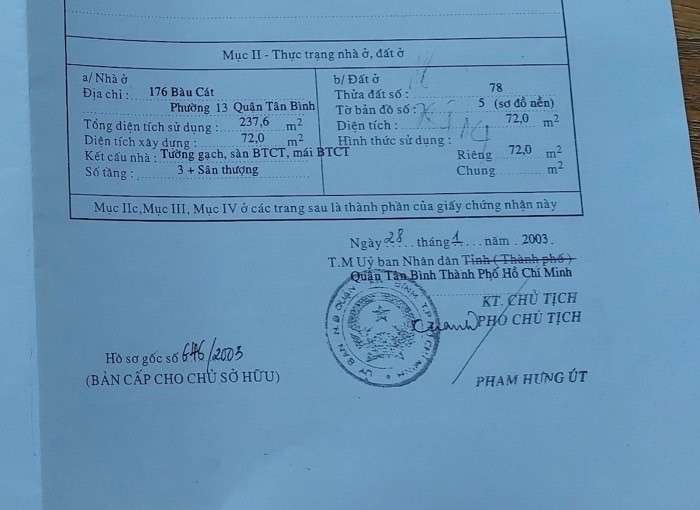 Mục II - Thực trạng nhà ở, đất ở
a/ Nhà ở
Địa chỉ : 176 Bàu Cát
Phường 13 Quận Tân Bình
Tổng diện tích sử dụng : 237,6 m²
Diện tích xây dựng : 72,0 m²
Kết cấu nhà : Tường gạch, sàn BTCT, mái BTCT
Số tầng : 3 + Sân thượng
b/ Đất ở
Thửa đất số : 78
Tờ bản đồ số : 5 (sơ đồ nền)
Diện tích : 72,0 m²
Hình thức sử dụng :
Riêng 72,0 m²
Chung m²
Mục IIc,Mục III, Mục IV ở các trang sau là thành phần của giấy chứng nhận này
Ngày 28 tháng 1 năm 2003.
T.M Uỷ ban Nhân dân Tỉnh ( Thành phố )
Quận Tân Bình Thành Phố Hồ Chí Minh
KT. CHỦ TỊCH
PHÓ CHỦ TỊCH
PHẠM HƯNG ÚT
Hồ sơ gốc số 646/2003
(BẢN CẤP CHO CHỦ SỞ HỮU)